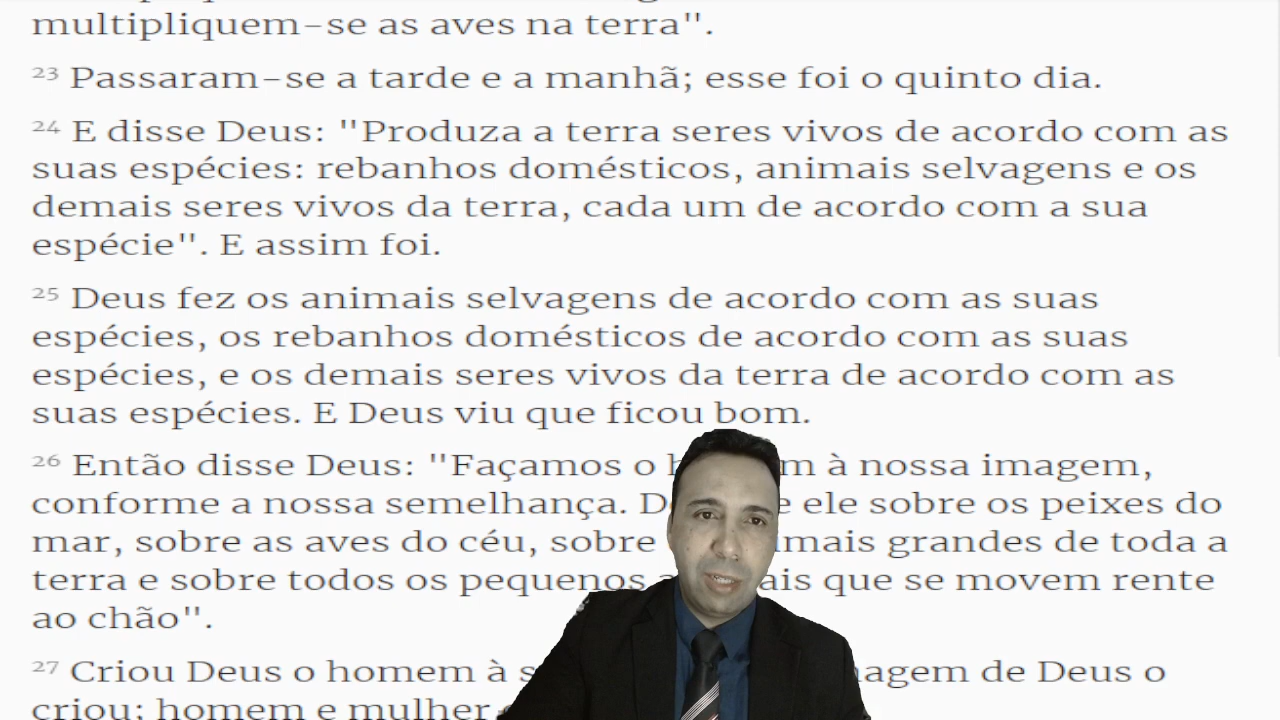 multipliquem-se as aves na terra".
23 Passaram-se a tarde e a manhã; esse foi o quinto dia.
24 E disse Deus: "Produza a terra seres vivos de acordo com as
suas espécies: rebanhos domésticos, animais selvagens e os
demais seres vivos da terra, cada um de acordo com a sua
espécie". E assim foi.
25 Deus fez os animais selvagens de acordo com as suas
espécies, os rebanhos domésticos de acordo com as suas
espécies, e os demais seres vivos da terra de acordo com as
suas espécies. E Deus viu que ficou bom.
26 Então disse Deus: "Façamos o à nossa imagem,
conforme a nossa semelhança. ele sobre os peixes do
mar, sobre as aves do céu, sobre grandes de toda a
terra e sobre todos os pequenos que se movem rente
ao chão".
27 Criou Deus o homem à de Deus o
criou; homem e mulher